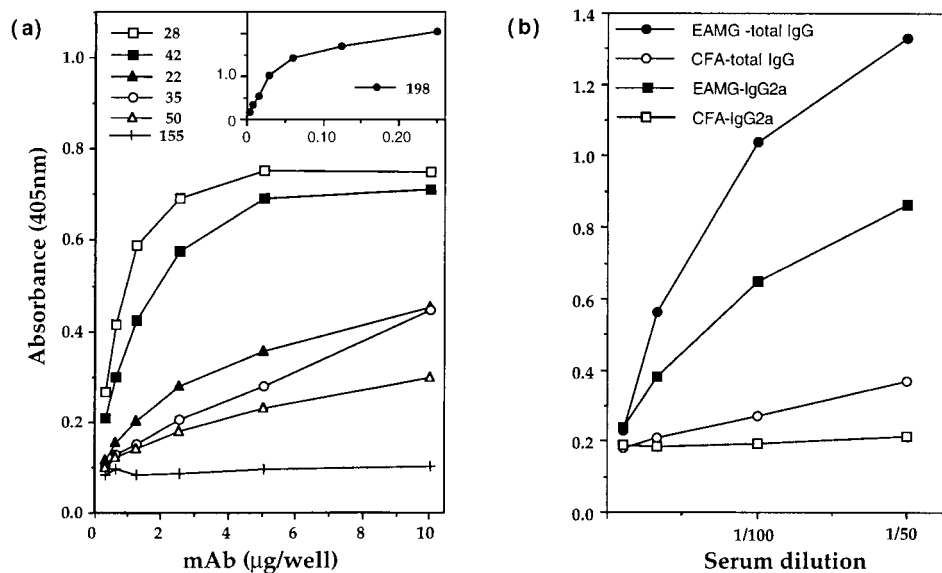 (a)
28
42
22
35
50
155
1.0
0.8
0.6
0.4
0.2
0.0
Absorbance (405nm)
0 2 4 6 8 10
mAb (μg/well)
1.0
0
198
0 0.10 0.20
(b)
EAMG -total IgG
CFA-total IgG
EAMG-IgG2a
CFA-IgG2a
1.4
1.2
1.0
0.8
0.6
0.4
0.2
0.0
1/100 1/50
Serum dilution